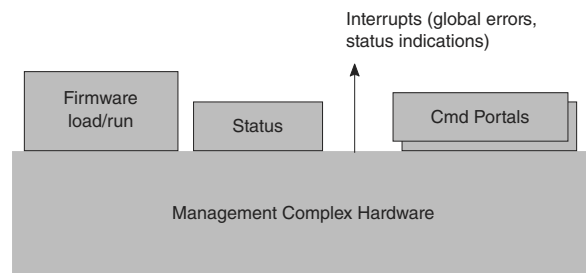 Interrupts (global errors,
status indications)
Firmware
load/run
Status
Cmd Portals
Management Complex Hardware